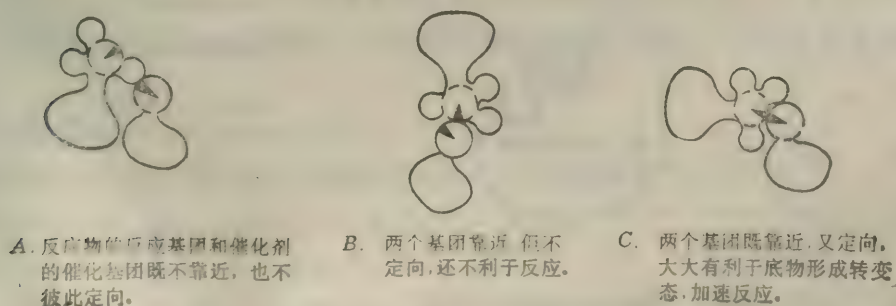 A. 反应物的反应基团和催化剂
的催化基团既不靠近，也不
彼此定向。
B. 两个基团靠近 但不
定向，还不利于反应。
C. 两个基团既靠近，又定向，
大大有利于底物形成转变
态，加速反应。